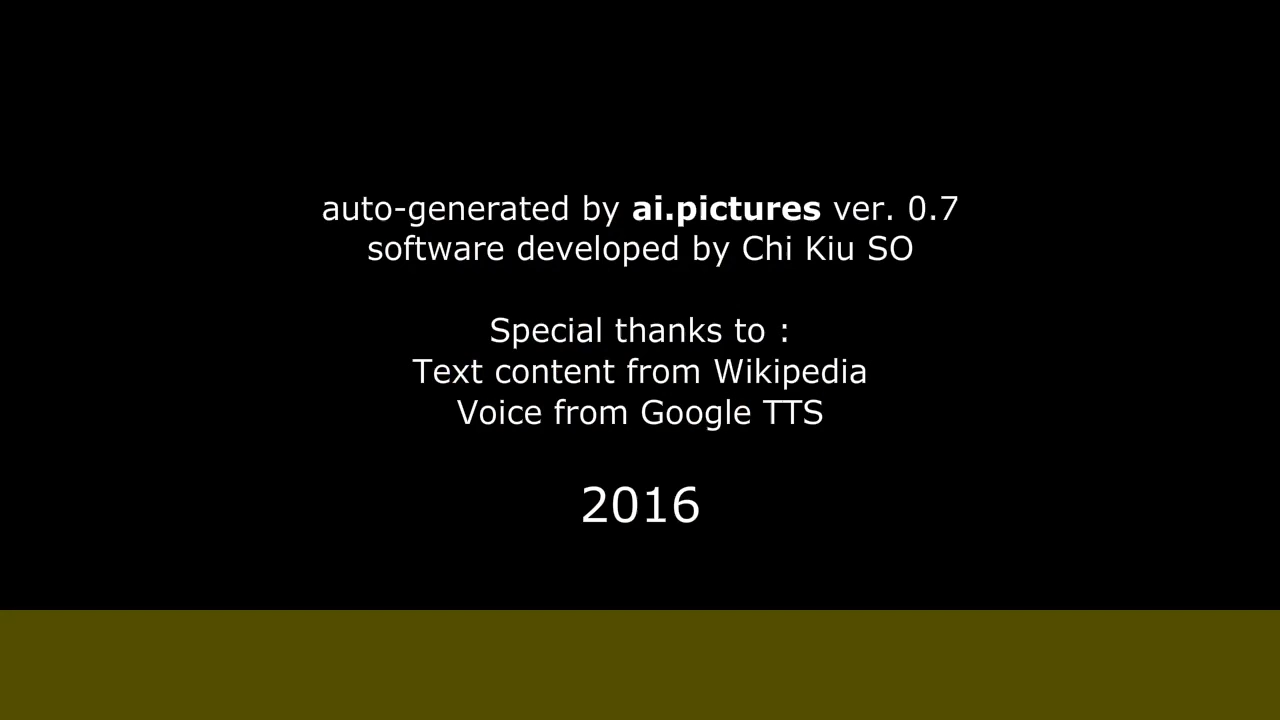 auto-generated by ai.pictures ver. 0.7
software developed by Chi Kiu SO
Special thanks to :
Text content from Wikipedia
Voice from Google TTS
2016